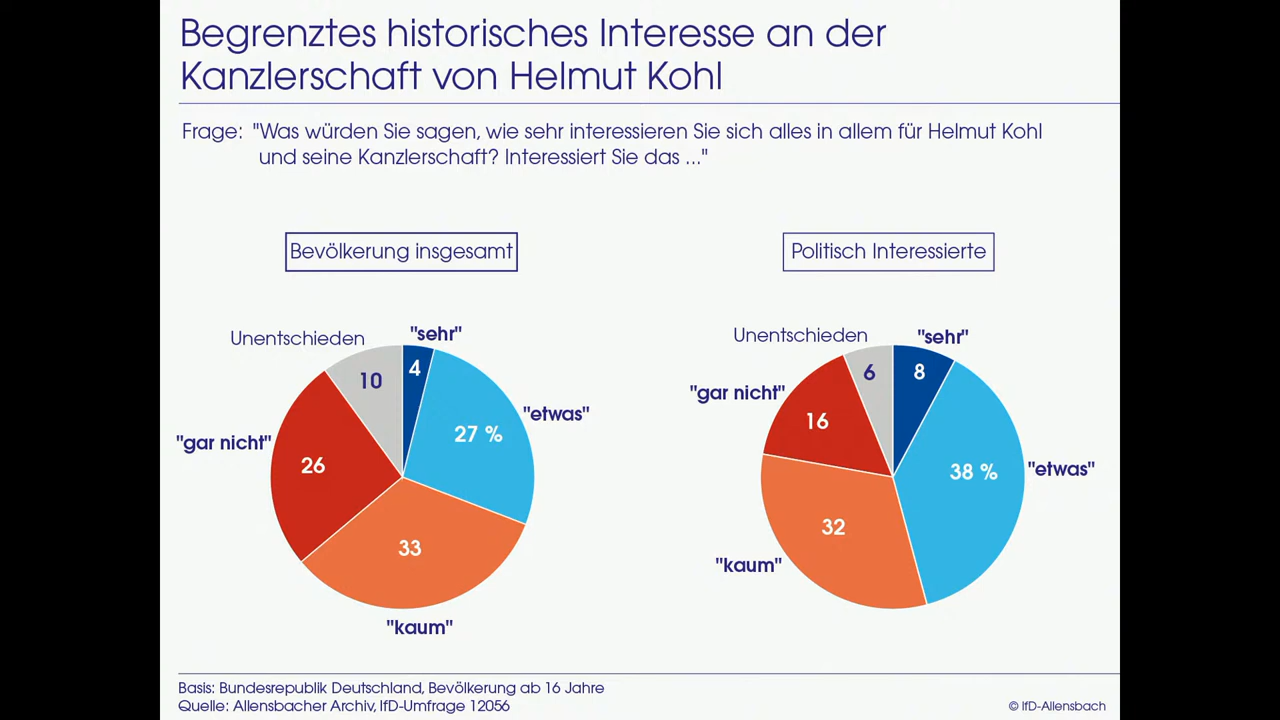 Begrenztes historisches Interesse an der
Kanzlerschaft von Helmut Kohl
Frage: "Was würden Sie sagen, wie sehr interessieren Sie sich alles in allem für Helmut Kohl
und seine Kanzlerschaft? Interessiert Sie das ..."
Bevölkerung insgesamt
Unentschieden
"sehr"
10
4
"etwas"
27 %
"gar nicht"
26
33
"kaum"
Politisch Interessierte
Unentschieden
"sehr"
6
8
"gar nicht"
16
"etwas"
38 %
32
"kaum"
Basis: Bundesrepublik Deutschland, Bevölkerung ab 16 Jahre
Quelle: Allensbacher Archiv, IfD-Umfrage 12056
© IfD-Allensbach